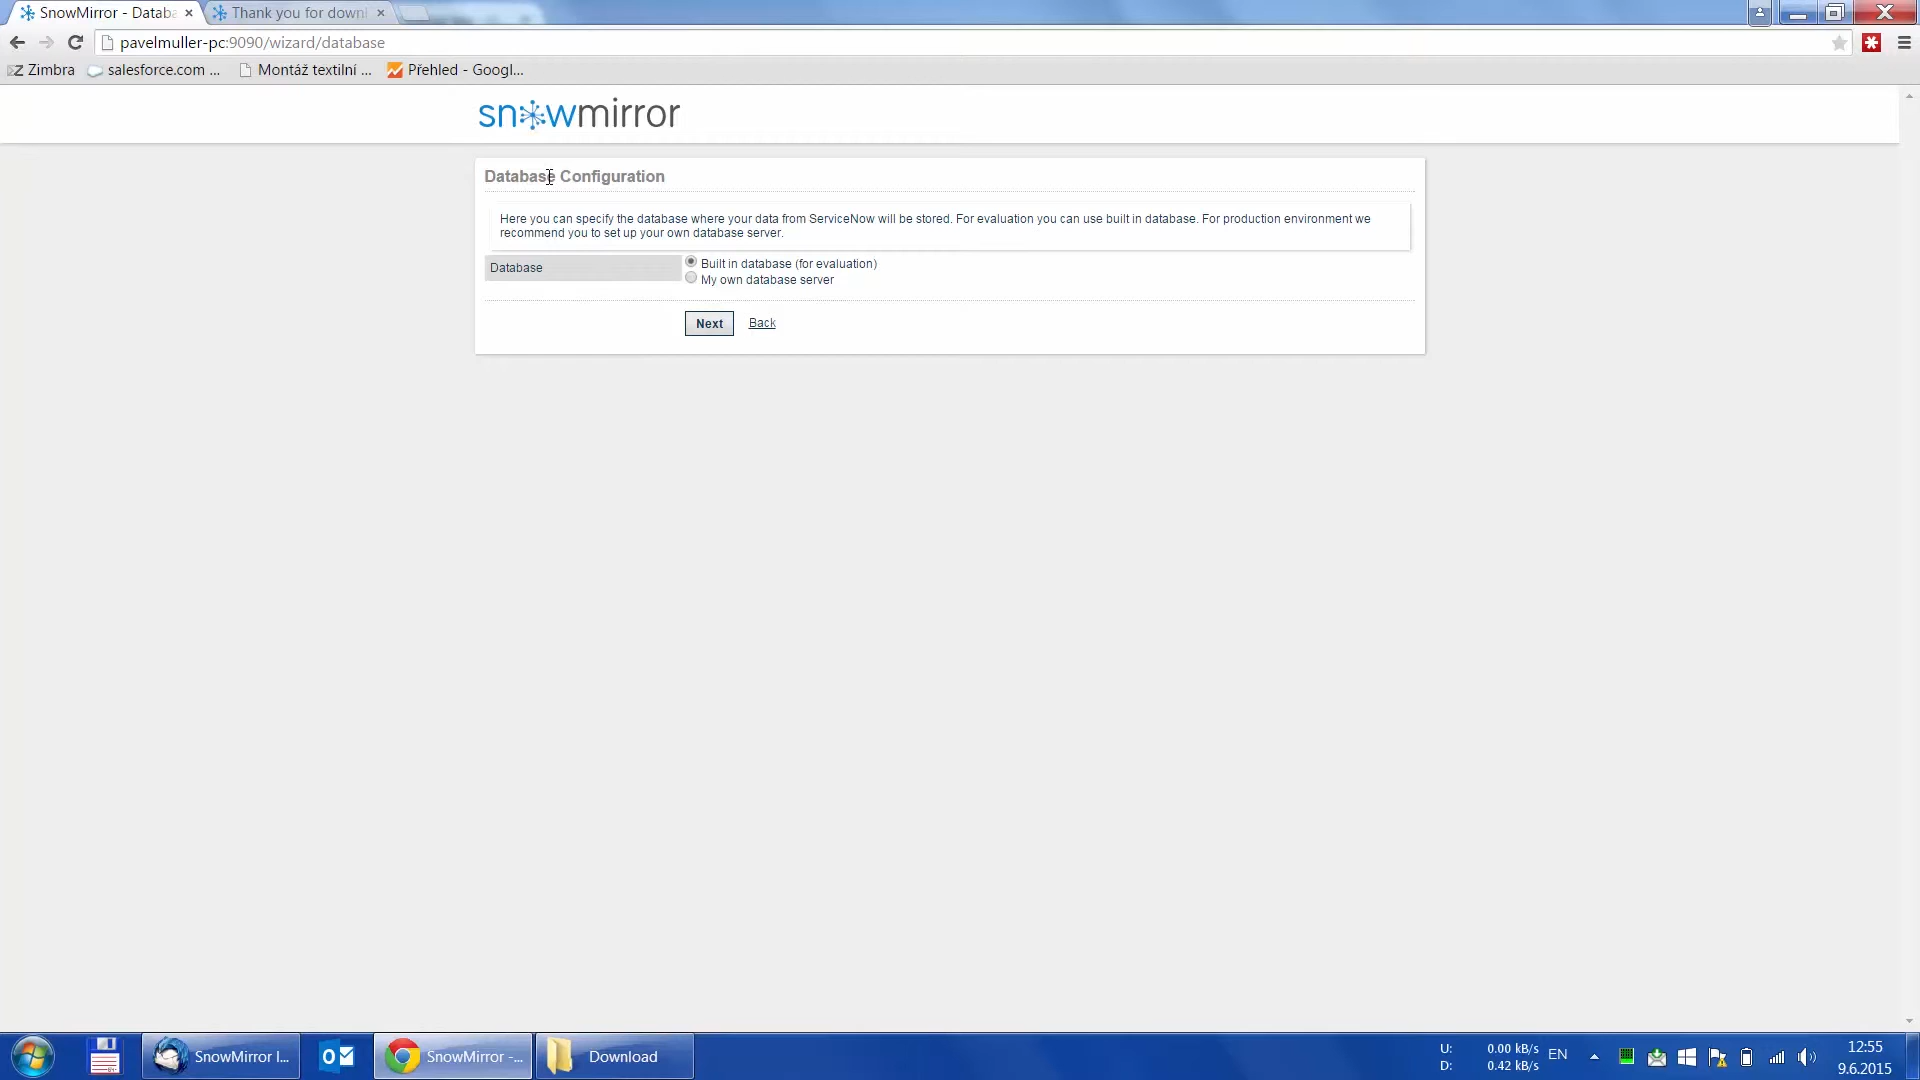 SnowMirror - Databa
Thank you for downl
pavelmuller-pc:9090/wizard/database
Zimbra
salesforce.com ...
Montáž textilní ...
Přehled - Googl...
snowmirror
Database Configuration
Here you can specify the database where your data from ServiceNow will be stored. For evaluation you can use built in database. For production environment we
recommend you to set up your own database server.
Database
Built in database (for evaluation)
My own database server
Next
Back
SnowMirror I...
SnowMirror -...
Download
U: 0.00 kB/s
D: 0.42 kB/s
EN
12:55
9.6.2015